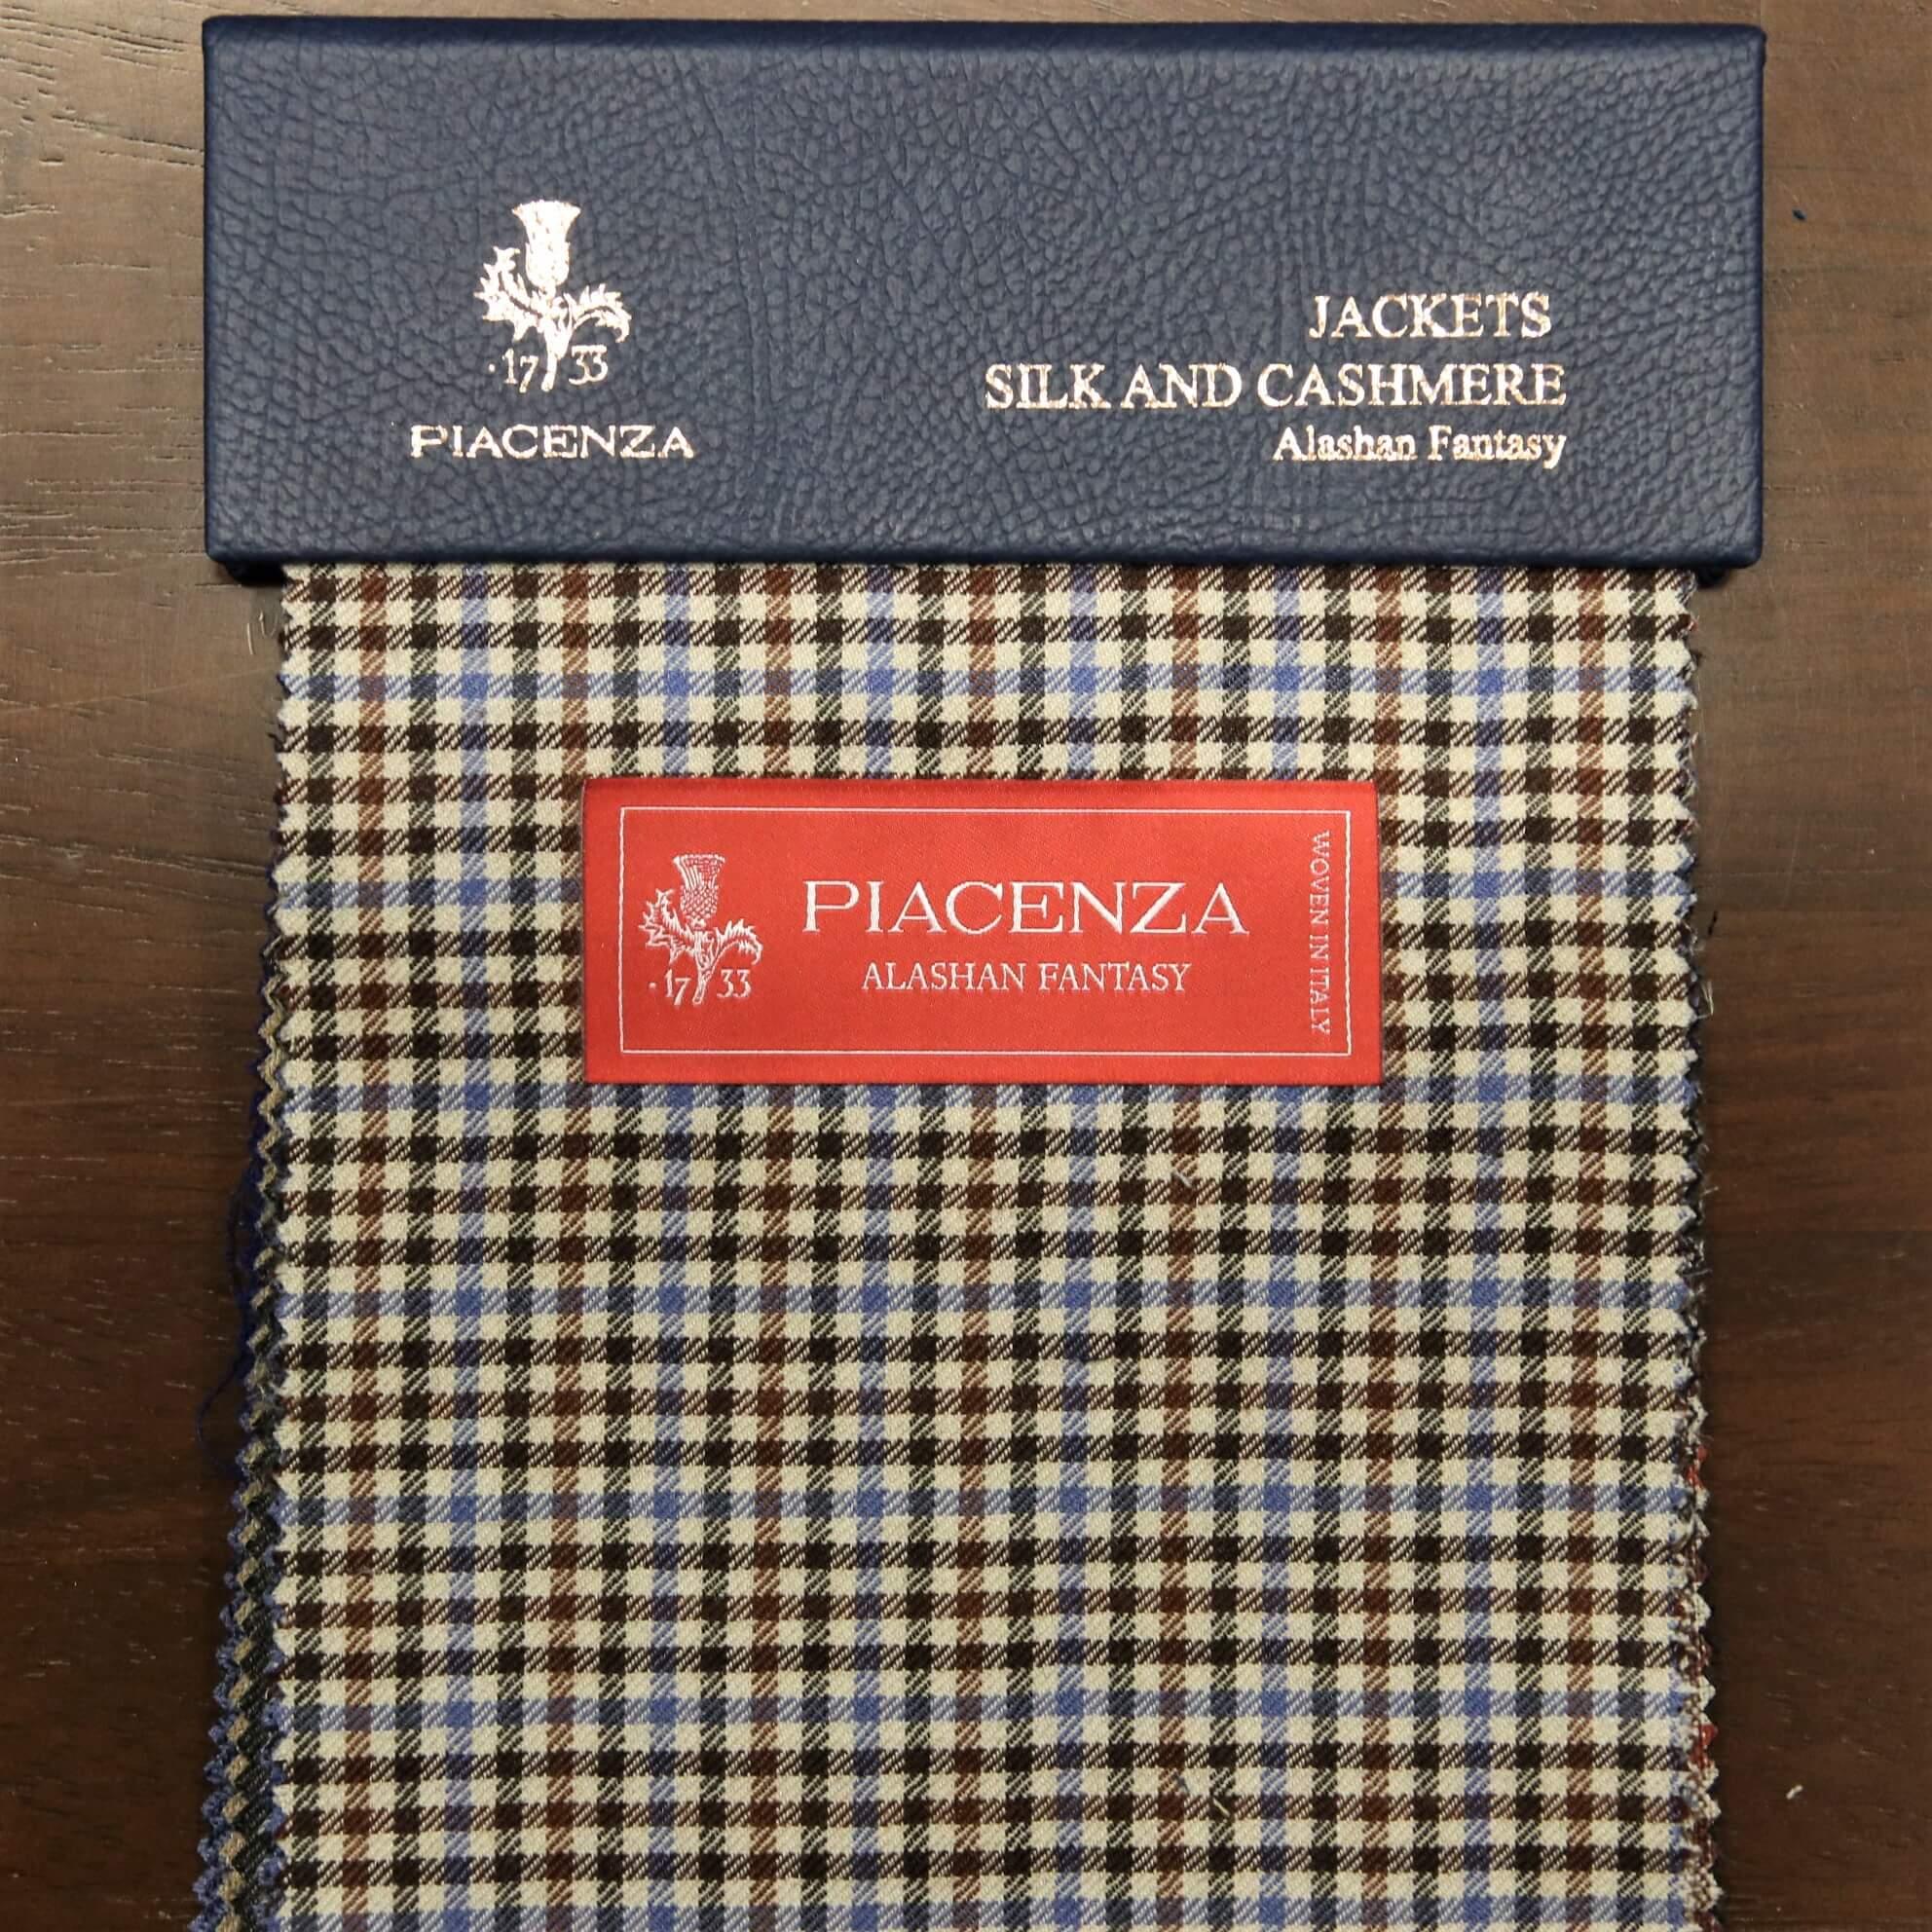 ·1733
PIACENZA
JACKETS
SILK AND CASHMERE
Alashan Fantasy
·1733
PIACENZA
ALASHAN FANTASY
WOVEN IN ITALY